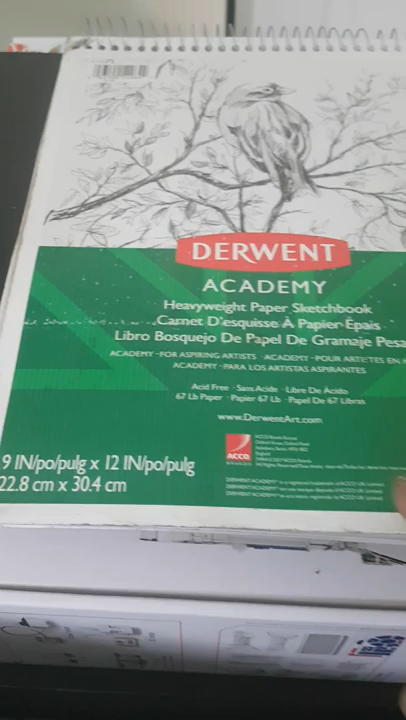 DERWENT
ACADEMY
Heavyweight Paper Sketchbook
Carnet D'esquisse À Papier Épais
Libro Bosquejo De Papel De Gramaje Pesa
ACADEMY · FOR ASPIRING ARTISTS · ACADEMY · POUR ARTISTES EN
ACADEMY · PARA LOS ARTISTAS ASPIRANTES
Acid Free · Sans Acide · Libre De Ácido
67 Lb Paper · Papier 67 Lb · Papel De 67 Libras
www.DerwentArt.com
ACCO
BRANDS
9 IN/po/pulg x 12 IN/po/pulg
22.8 cm x 30.4 cm